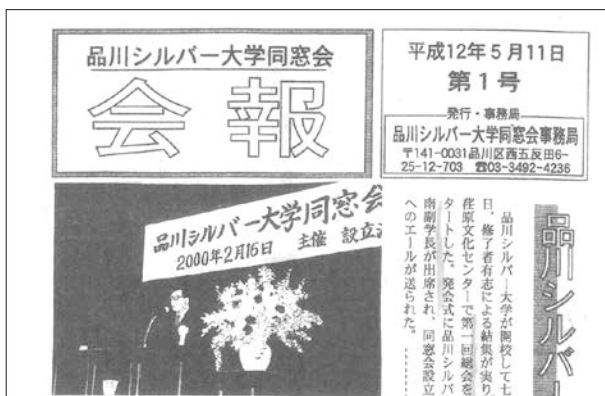 品川シルバー大学同窓会
会報
平成12年5月11日
第1号
発行・事務局
品川シルバー大学同窓会事務局
〒141-0031品川区西五反田6-
25-12-703 ☎03-3492-4236
品川シルバー大学同窓会
2000年2月16日 主催 設立
品川シルバ
品川シルバー大学が開校して七
日、修了者有志による結集が実り、
荏原文化センターで第一回総会を
タートした。発会式に品川シルバ
南副学長が出席され、同窓会設立
へのエールが送られた。